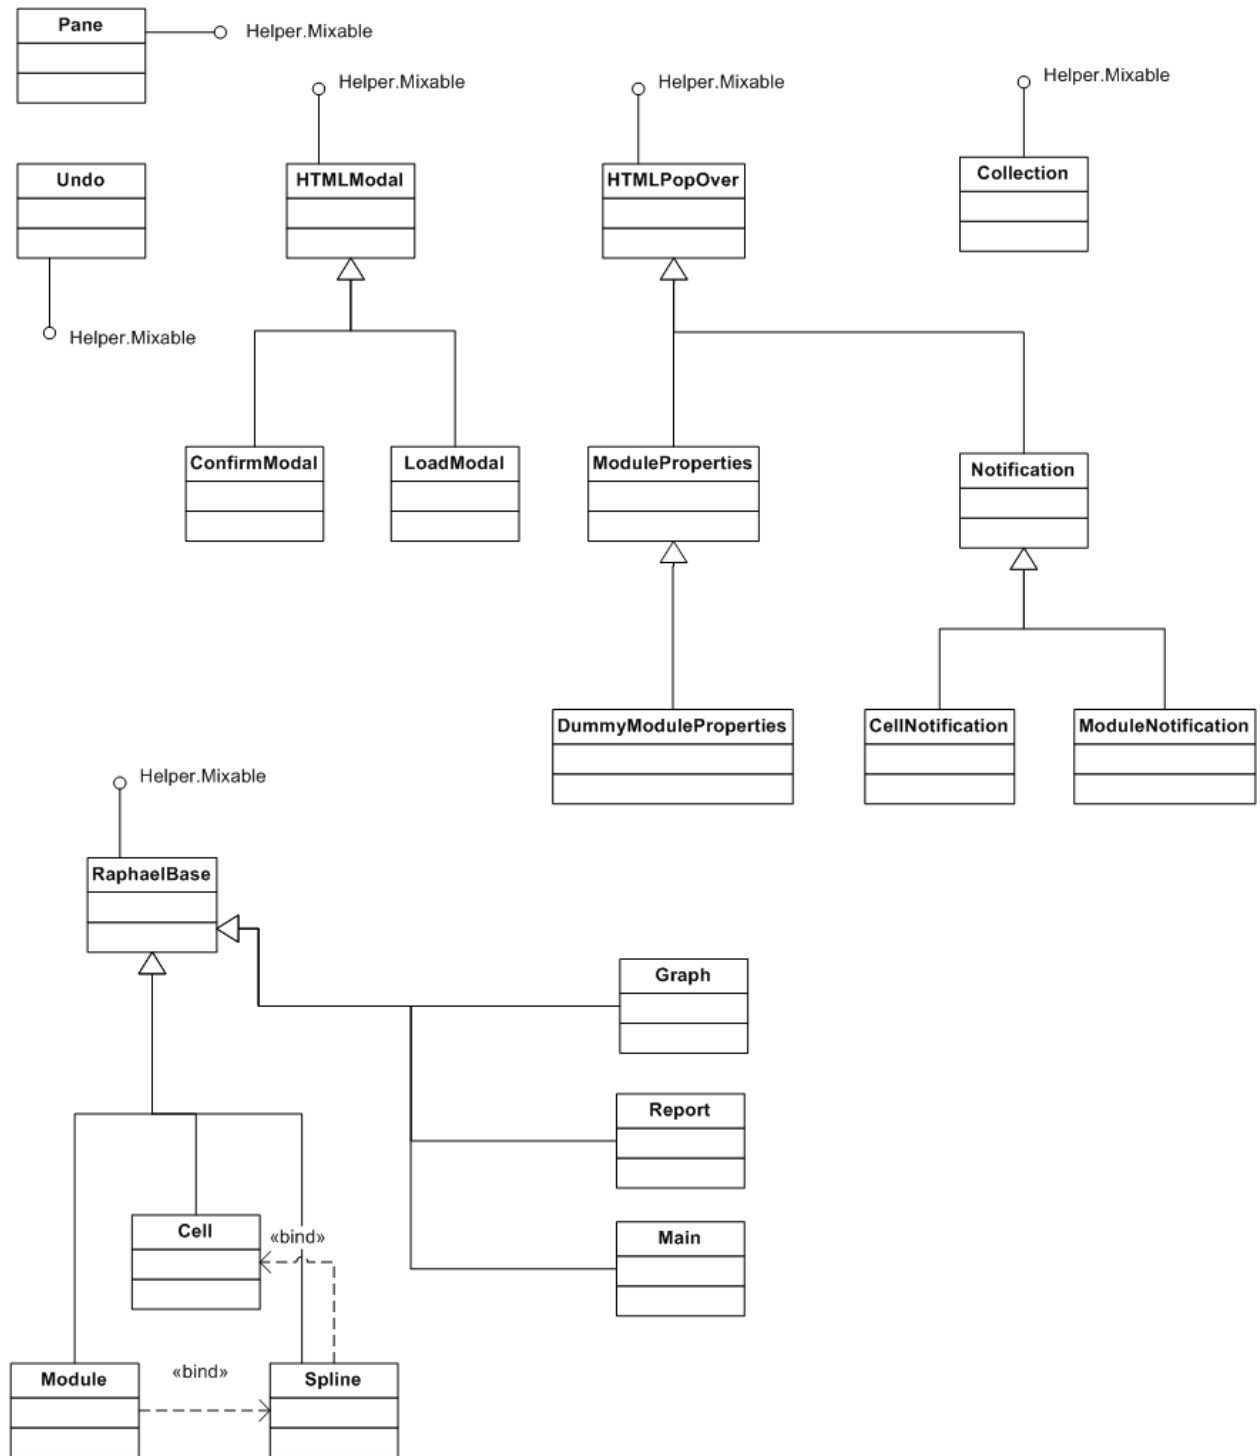 Pane
Helper.Mixable
Helper.Mixable
Helper.Mixable
Helper.Mixable
Undo
HTMLModal
HTMLPopOver
Collection
Helper.Mixable
ConfirmModal
LoadModal
ModuleProperties
Notification
DummyModuleProperties
CellNotification
ModuleNotification
Helper.Mixable
RaphaelBase
Graph
Report
Cell
«bind»
Main
Module
«bind»
Spline